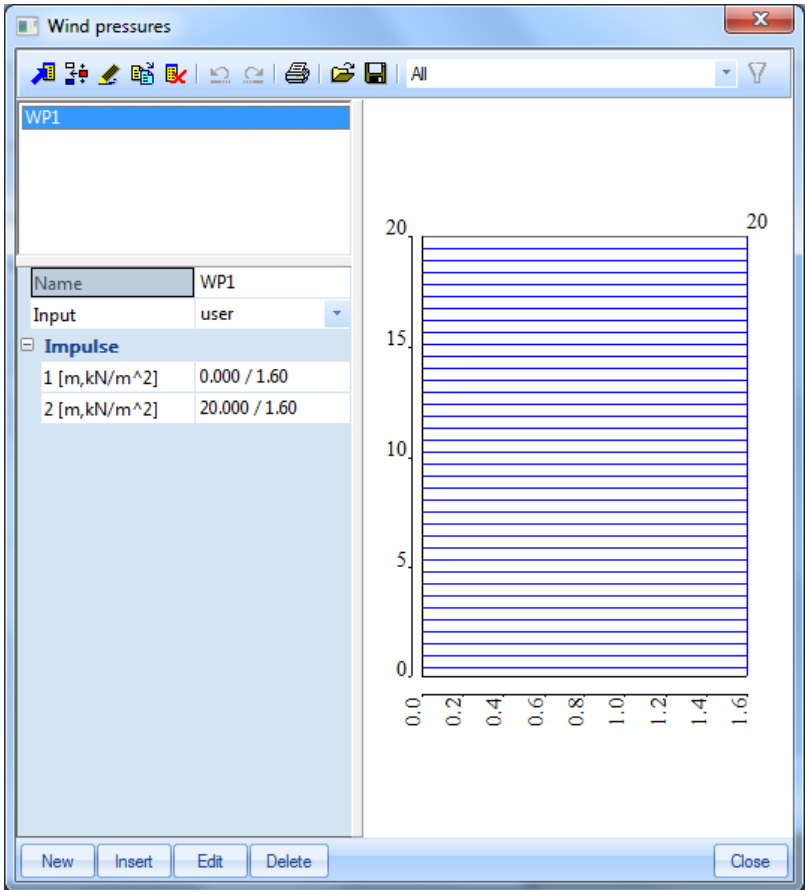 Wind pressures
All
WP1
Name WP1
Input user
Impulse
1 [m,kN/m^2] 0.000 / 1.60
2 [m,kN/m^2] 20.000 / 1.60
20 20
15
10
5
0
0.0 0.2 0.4 0.6 0.8 1.0 1.2 1.4 1.6
New Insert Edit Delete Close